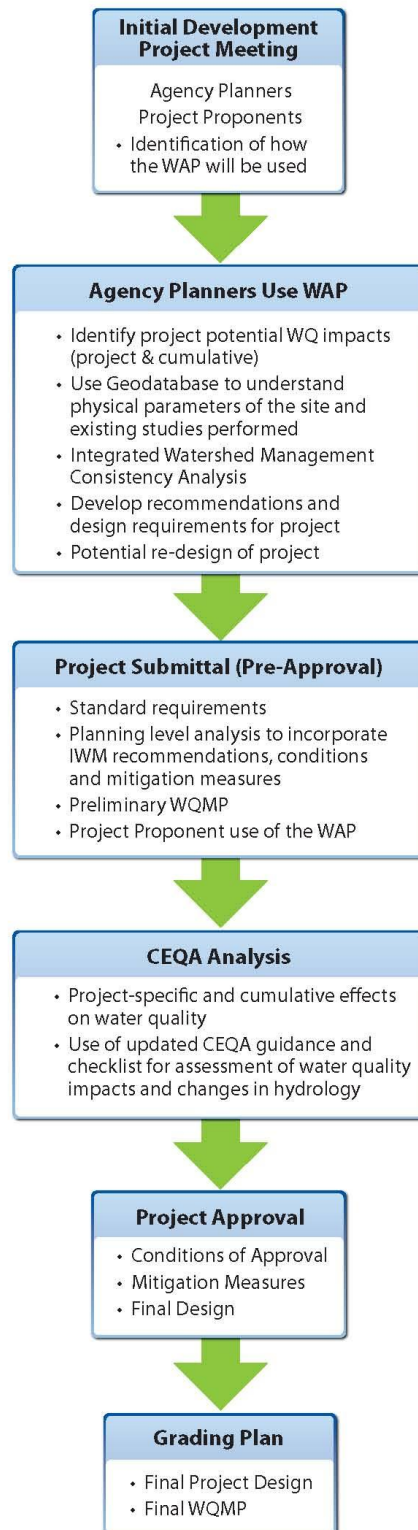 Initial Development
Project Meeting
Agency Planners
Project Proponents
• Identification of how
the WAP will be used
Agency Planners Use WAP
• Identify project potential WQ impacts
(project & cumulative)
• Use Geodatabase to understand
physical parameters of the site and
existing studies performed
• Integrated Watershed Management
Consistency Analysis
• Develop recommendations and
design requirements for project
• Potential re-design of project
Project Submittal (Pre-Approval)
• Standard requirements
• Planning level analysis to incorporate
IWM recommendations, conditions
and mitigation measures
• Preliminary WQMP
• Project Proponent use of the WAP
CEQA Analysis
• Project-specific and cumulative effects
on water quality
• Use of updated CEQA guidance and
checklist for assessment of water quality
impacts and changes in hydrology
Project Approval
• Conditions of Approval
• Mitigation Measures
• Final Design
Grading Plan
• Final Project Design
• Final WQMP